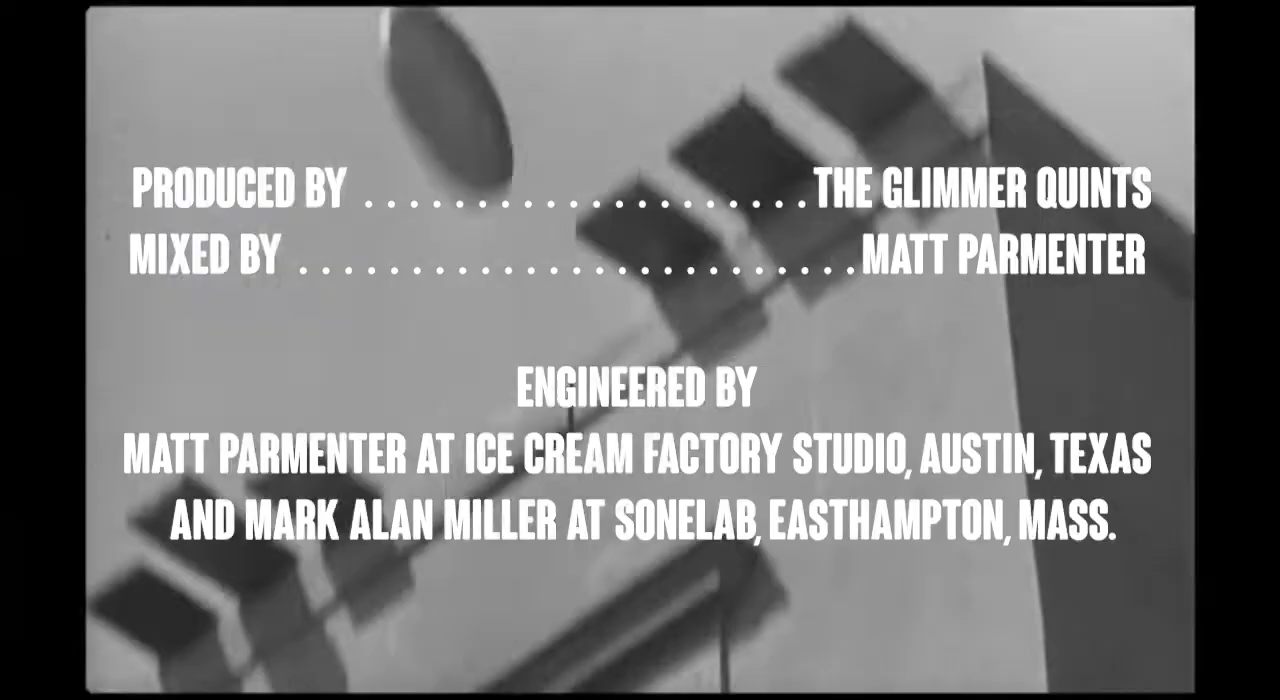 PRODUCED BY . . . . . . . . . . . . . . . . . . . . . THE GLIMMER QUINTS
MIXED BY . . . . . . . . . . . . . . . . . . . . . . . . . MATT PARMENTER
ENGINEERED BY
MATT PARMENTER AT ICE CREAM FACTORY STUDIO, AUSTIN, TEXAS
AND MARK ALAN MILLER AT SONELAB, EASTHAMPTON, MASS.